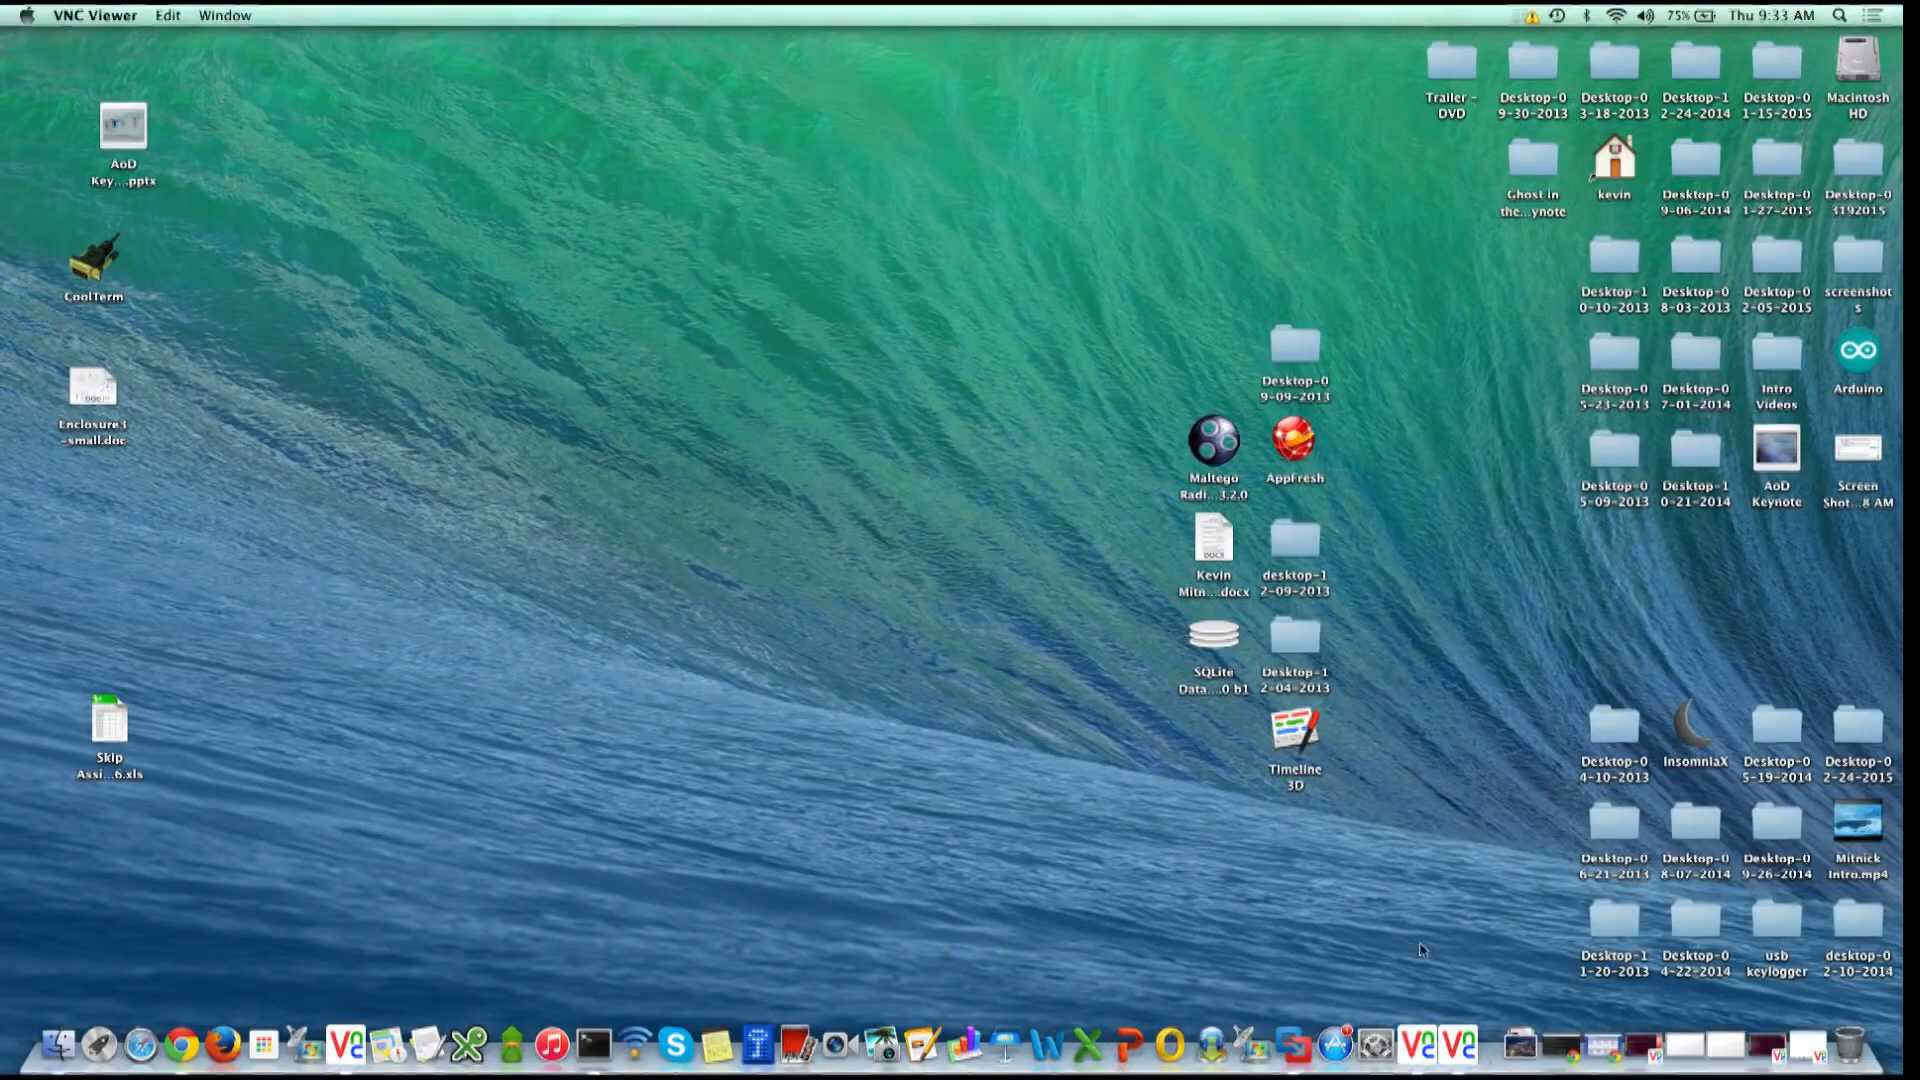 VNC Viewer Edit Window
75% Thu 9:33 AM
AoD
Key....pptx
CoolTerm
Enclosure3
-small.doc
Skip
Assi...6.xls
Trailer -
DVD
Desktop-0
9-30-2013
Desktop-0
3-18-2013
Desktop-1
2-24-2014
Desktop-0
1-15-2015
Macintosh
HD
Ghost in
the...ynote
kevin
Desktop-0
9-06-2014
Desktop-0
1-27-2015
Desktop-0
3192015
Desktop-1
0-10-2013
Desktop-0
8-03-2013
Desktop-0
2-05-2015
screenshot
s
Desktop-0
5-23-2013
Desktop-0
7-01-2014
Intro
Videos
Arduino
Desktop-0
5-09-2013
Desktop-1
0-21-2014
AoD
Keynote
Screen
Shot...8 AM
Desktop-0
9-09-2013
Maltego
Radi...3.2.0
AppFresh
DOCX
Kevin
Mitn....docx
desktop-1
2-09-2013
SQLite
Data....0 b1
Desktop-1
2-04-2013
Timeline
3D
Desktop-0
4-10-2013
InsomniaX
Desktop-0
5-19-2014
Desktop-0
2-24-2015
Desktop-0
6-21-2013
Desktop-0
8-07-2014
Desktop-0
9-26-2014
Mitnick
Intro.mp4
Desktop-1
1-20-2013
Desktop-0
4-22-2014
usb
keylogger
desktop-0
2-10-2014